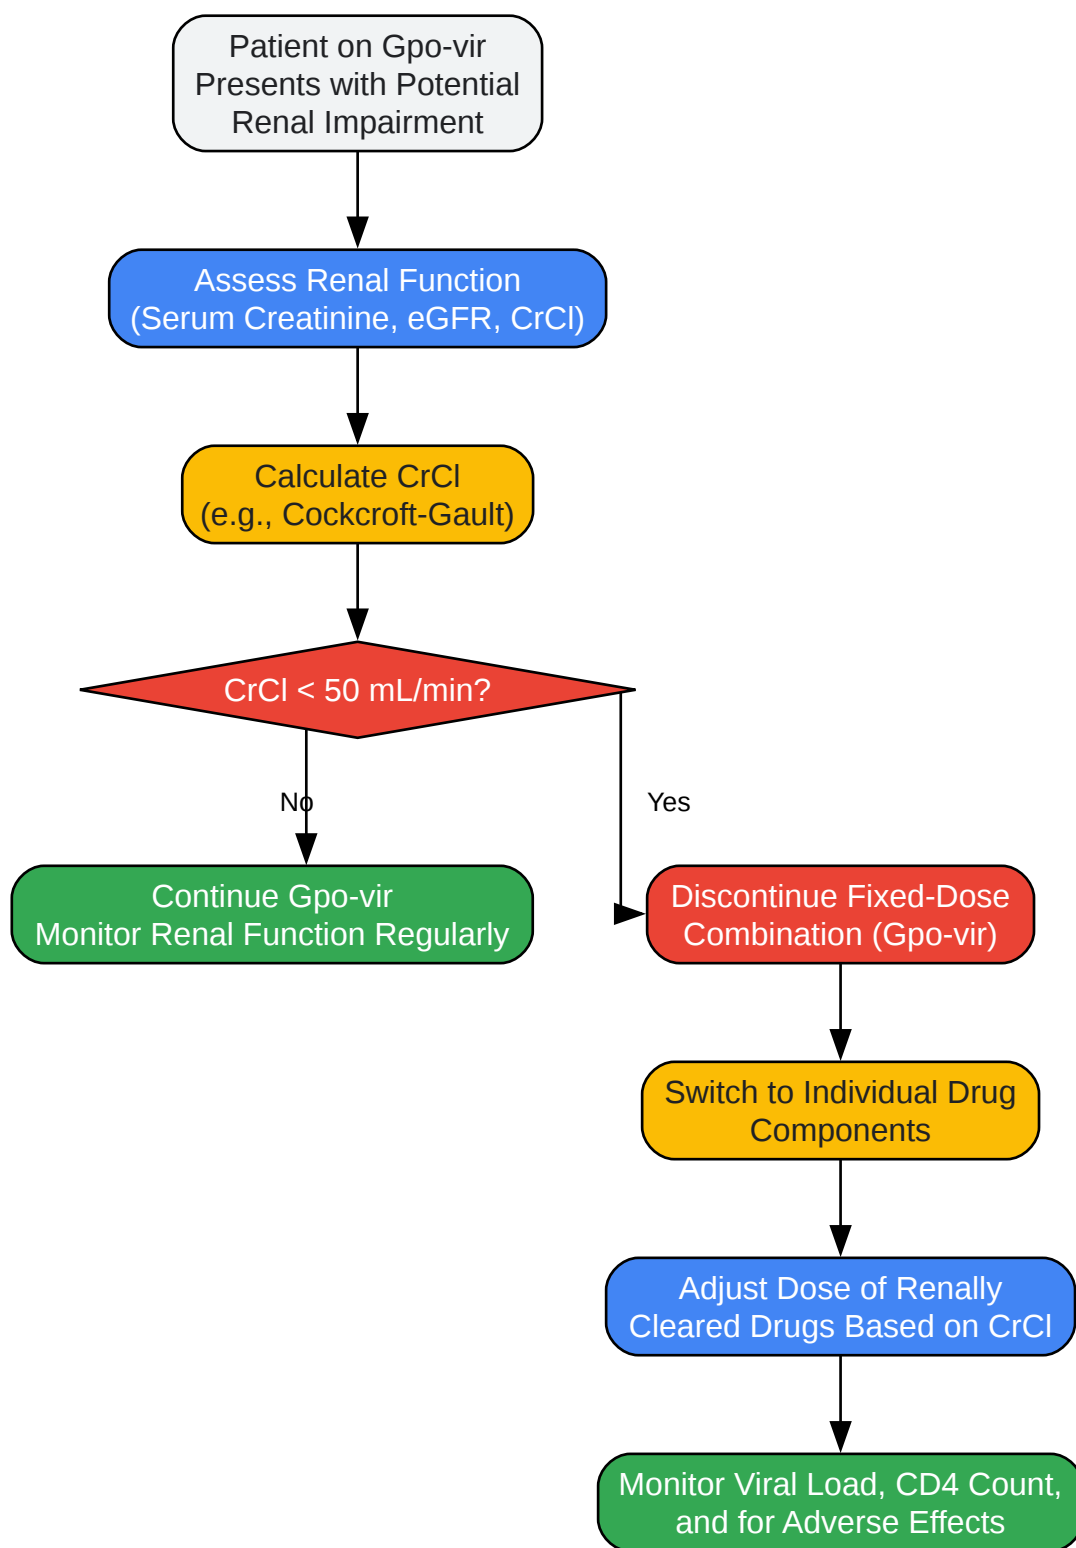 Patient on Gpo-vir
Presents with Potential
Renal Impairment
Assess Renal Function
(Serum Creatinine, eGFR, CrCl)
Calculate CrCl
(e.g., Cockcroft-Gault)
CrCl < 50 mL/min?
No
Yes
Continue Gpo-vir
Monitor Renal Function Regularly
Discontinue Fixed-Dose
Combination (Gpo-vir)
Switch to Individual Drug
Components
Adjust Dose of Renally
Cleared Drugs Based on CrCl
Monitor Viral Load, CD4 Count,
and for Adverse Effects